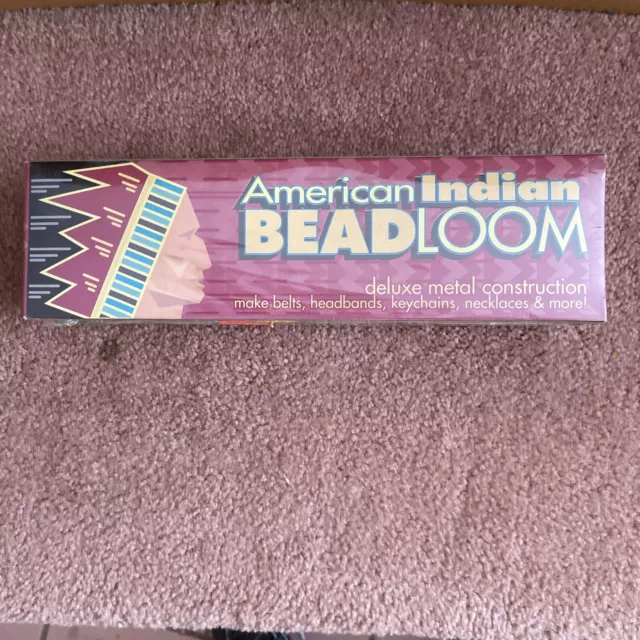 American Indian
BEADLOOM
deluxe metal construction
make belts, headbands, keychains, necklaces & more!